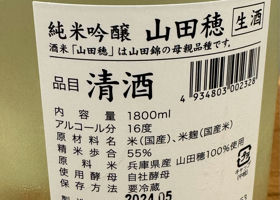 純米吟醸 山田穂 生酒
酒米「山田穂」は山田錦の母親品種です。
品目 清酒
4 934803 002328
内容量 1800ml
アルコール分 16度
原材料名 米(国産)、米麹(国産米)
精米歩合 55%
原料米 兵庫県産 山田穂100%使用
使用酵母 自社酵母
保存方法 要冷蔵
2024.05